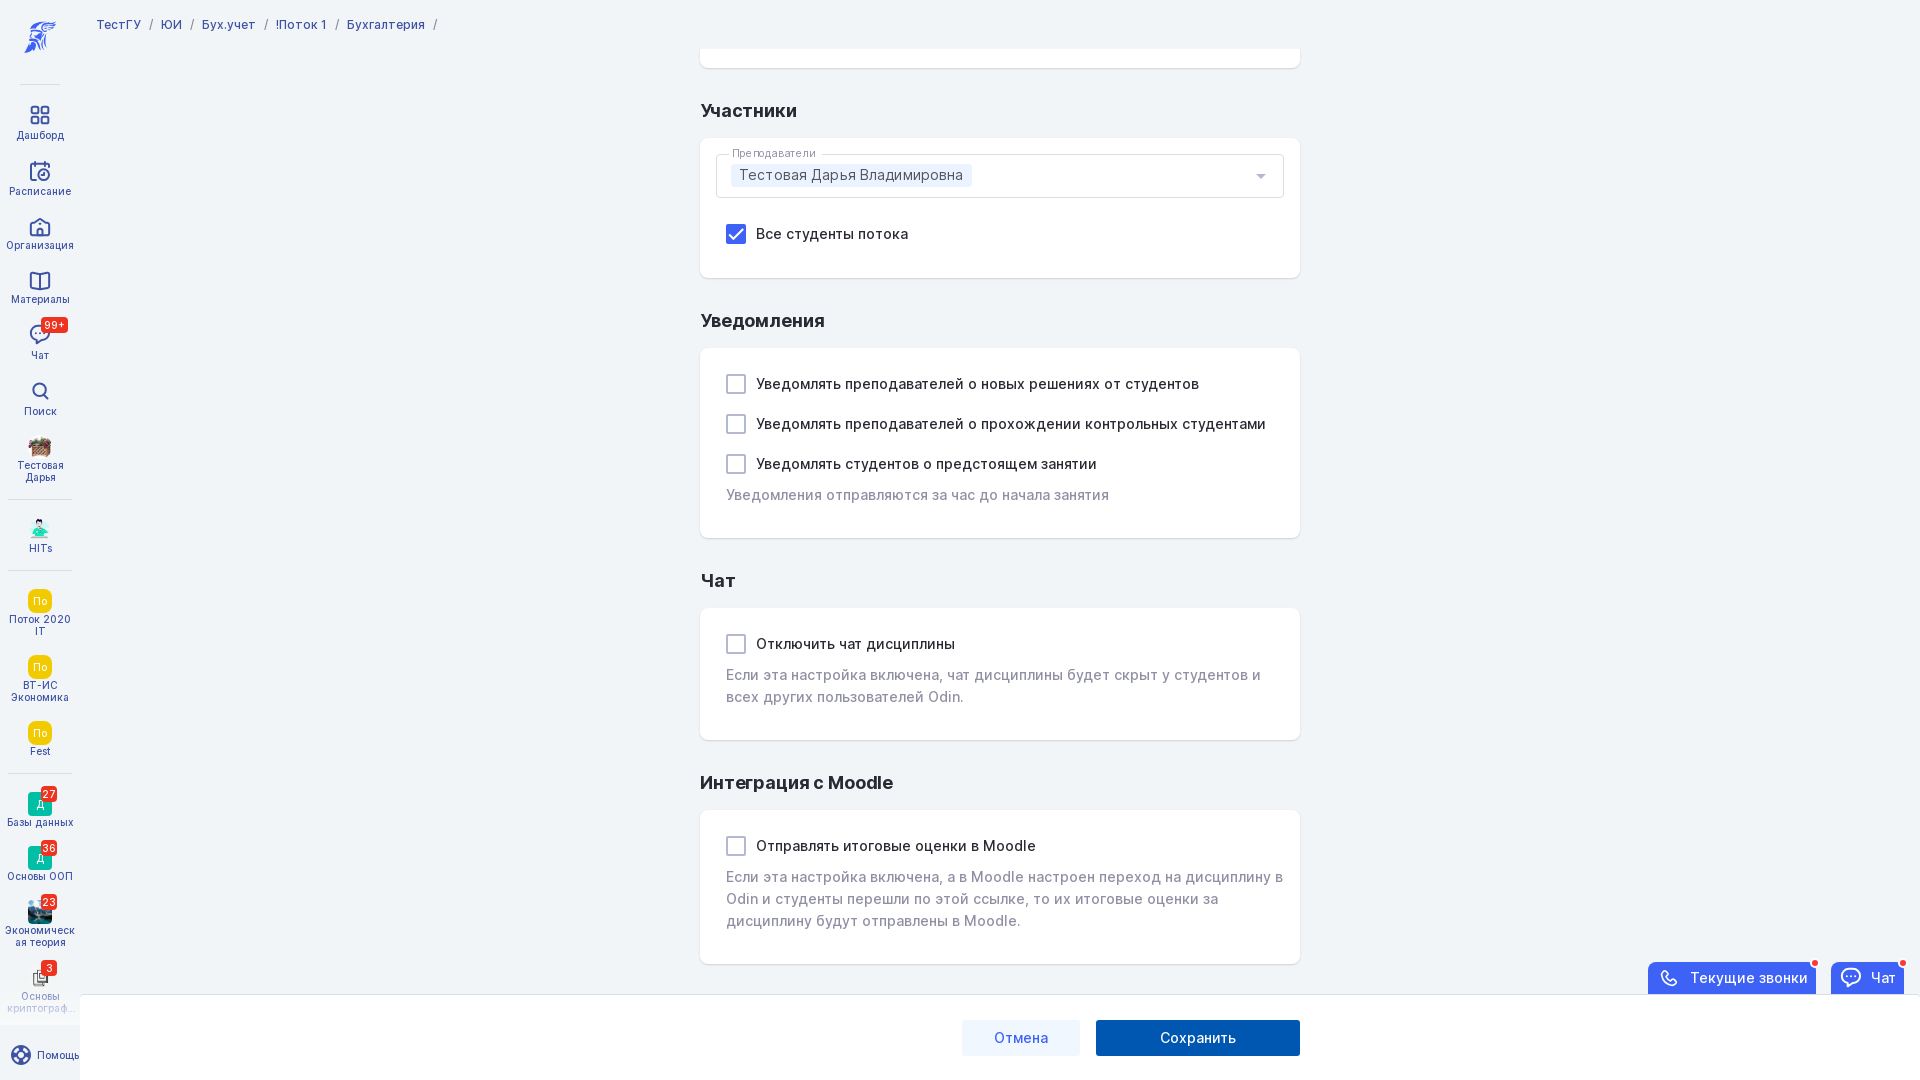 ТестГУ / ЮИ / Бух.учет / !Поток 1 / Бухгалтерия /
Дашборд
Расписание
Организация
Материалы
99+
Чат
Поиск
Тестовая
Дарья
HITs
По
Поток 2020
IT
По
ВТ-ИС
Экономика
По
Fest
27
Д
Базы данных
36
Д
Основы ООП
23
Экономическ
ая теория
3
Основы
криптограф...
Помощь
Участники
Преподаватели
Тестовая Дарья Владимировна
Все студенты потока
Уведомления
Уведомлять преподавателей о новых решениях от студентов
Уведомлять преподавателей о прохождении контрольных студентами
Уведомлять студентов о предстоящем занятии
Уведомления отправляются за час до начала занятия
Чат
Отключить чат дисциплины
Если эта настройка включена, чат дисциплины будет скрыт у студентов и
всех других пользователей Odin.
Интеграция с Moodle
Отправлять итоговые оценки в Moodle
Если эта настройка включена, а в Moodle настроен переход на дисциплину в
Odin и студенты перешли по этой ссылке, то их итоговые оценки за
дисциплину будут отправлены в Moodle.
Текущие звонки
Чат
Отмена
Сохранить